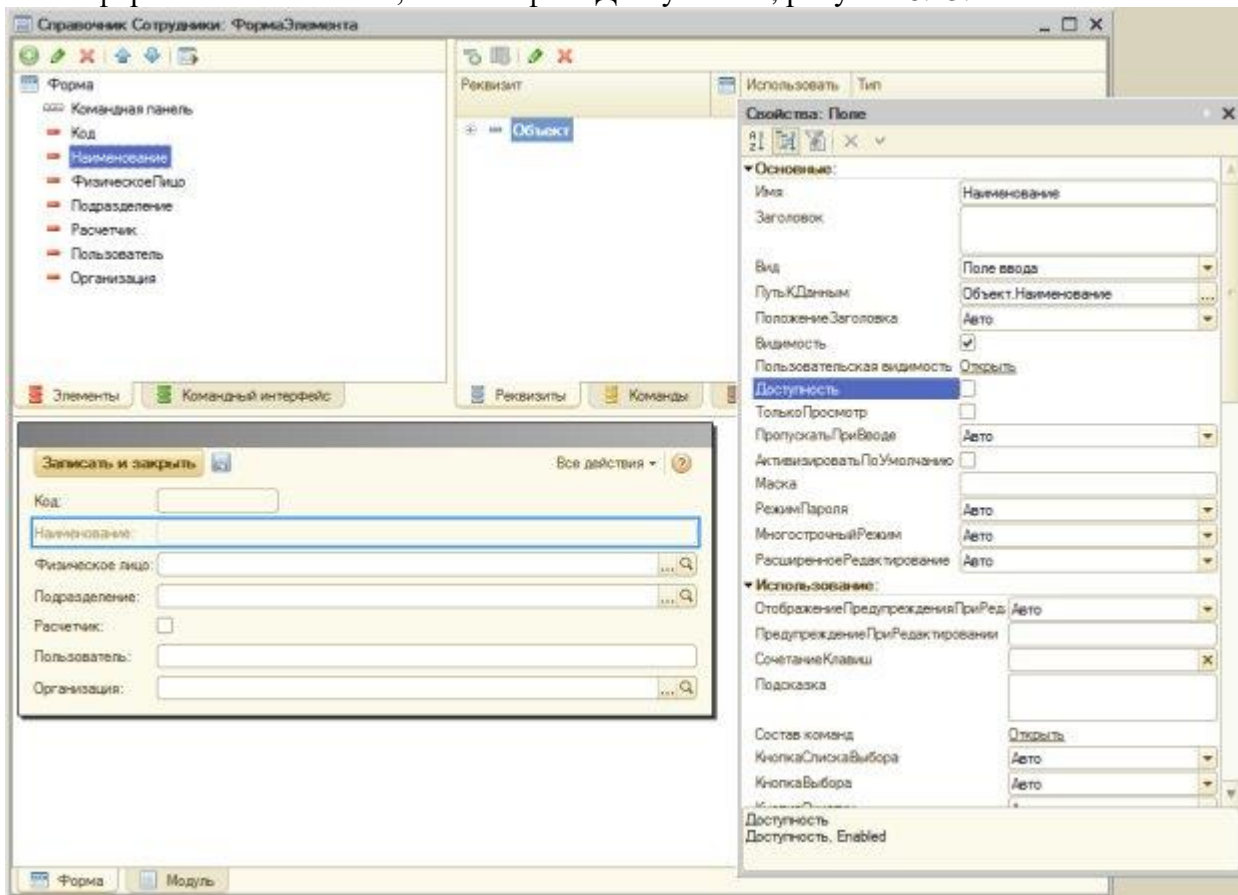 Справочник Сотрудники: ФормаЭлемента
Форма
Командная панель
Код
Наименование
ФизическоеЛицо
Подразделение
Расчетчик
Пользователь
Организация
Элементы
Командный интерфейс
Реквизит
Использовать
Тип
Объект
Реквизиты
Команды
Записать и закрыть
Все действия
Код:
Наименование:
Физическое лицо:
Подразделение:
Расчетчик:
Пользователь:
Организация:
Форма
Модуль
Свойства: Поле
Основные:
Имя Наименование
Заголовок
Вид Поле ввода
ПутьКДанным Объект.Наименование ...
ПоложениеЗаголовка Авто
Видимость
Пользовательская видимость Открыть
Доступность
ТолькоПросмотр
ПропускатьПриВводе Авто
АктивизироватьПоУмолчанию
Маска
РежимПароля Авто
МногострочныйРежим Авто
РасширенноеРедактирование Авто
Использование:
ОтображениеПредупрежденияПриРед Авто
ПредупреждениеПриРедактировании
СочетаниеКлавиш
Подсказка
Состав команд Открыть
КнопкаСпискаВыбора Авто
КнопкаВыбора Авто
Доступность
Доступность, Enabled